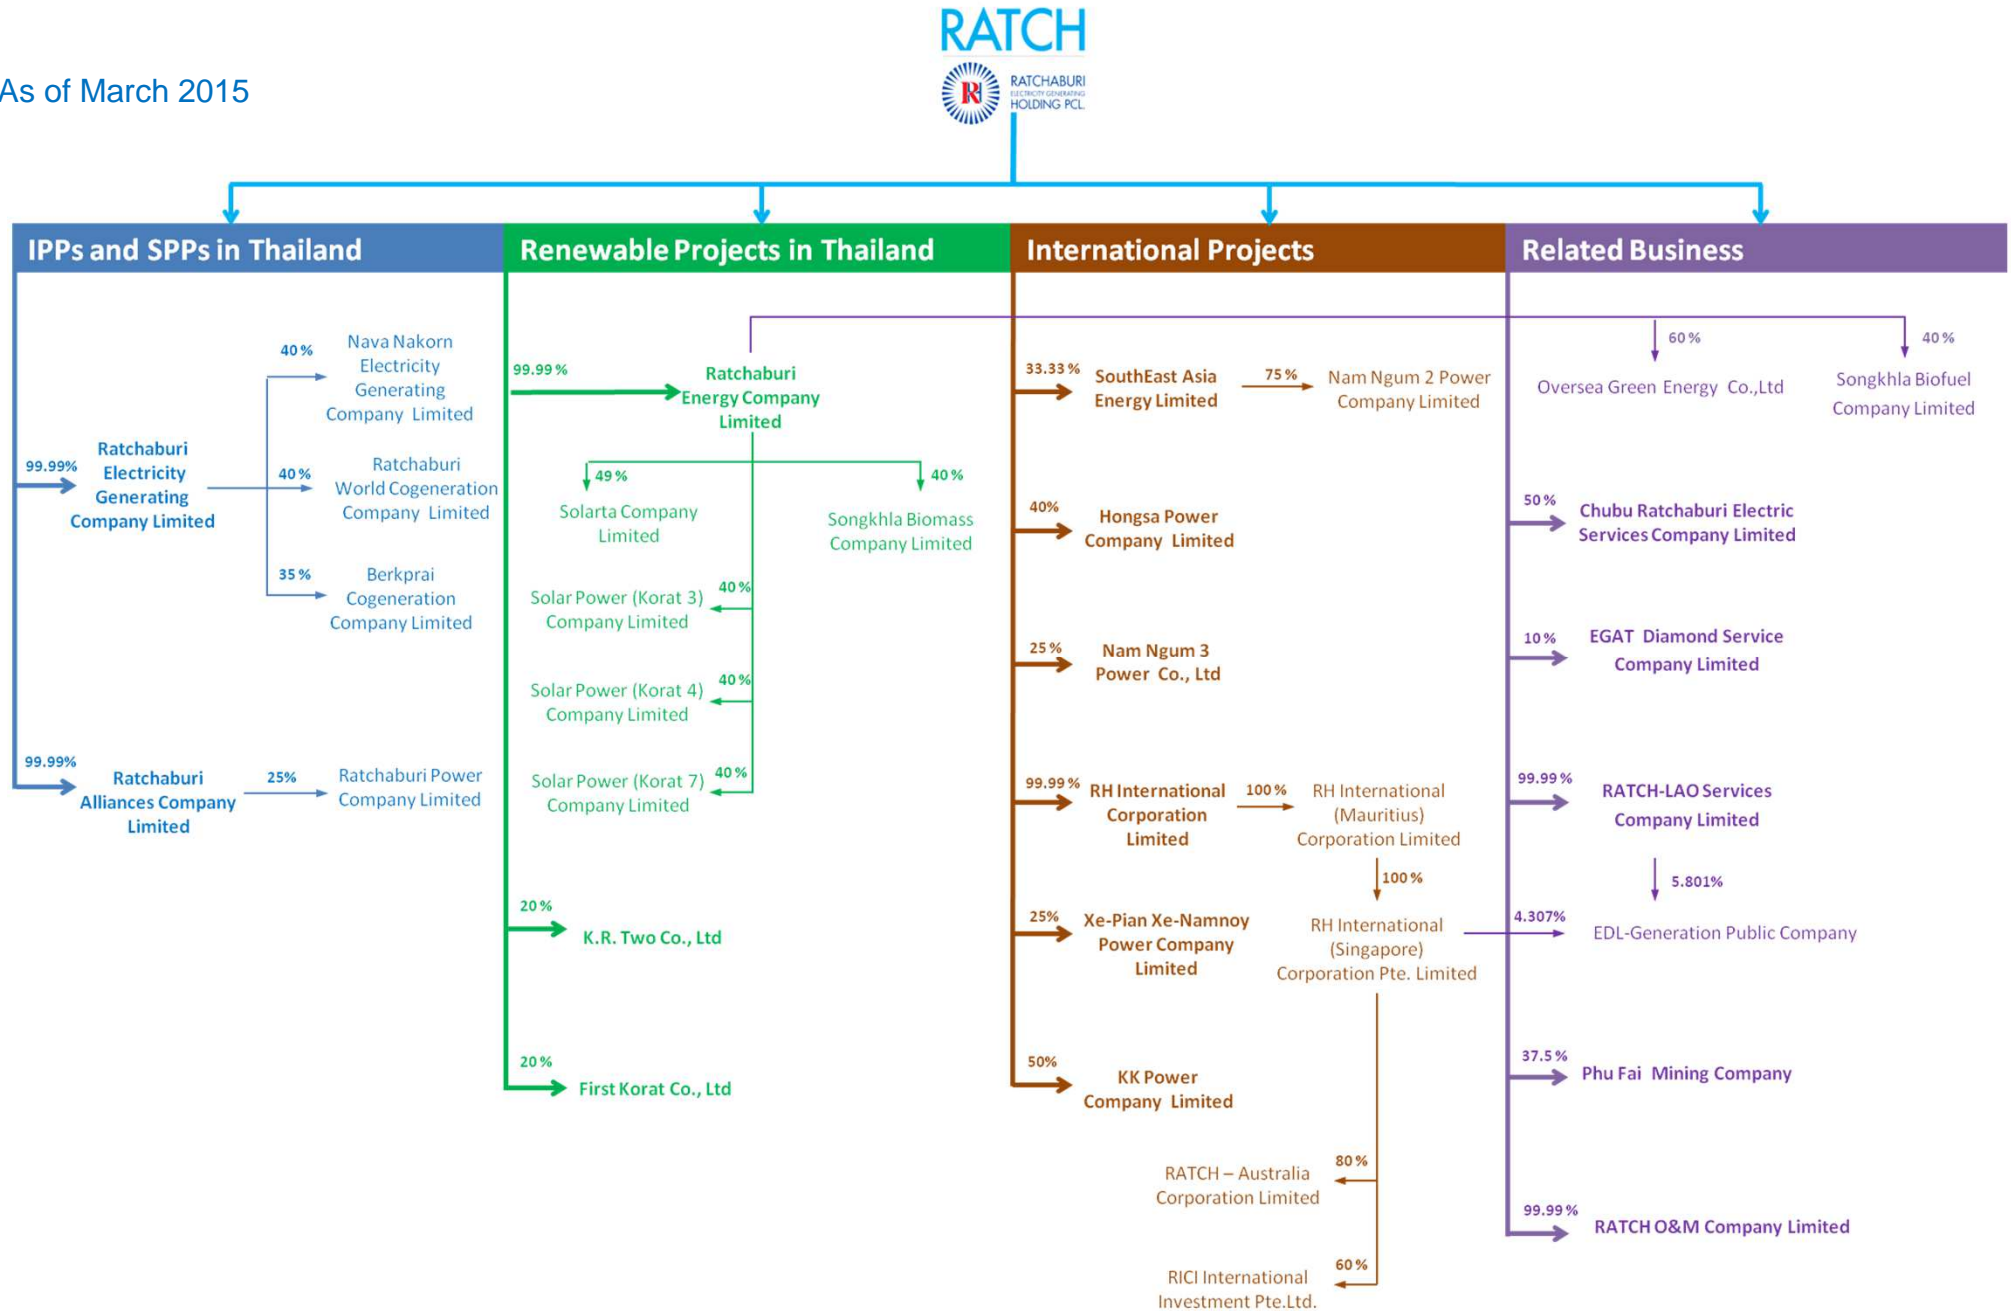 RATCH
RATCHABURI
ELECTRICITY GENERATING
HOLDING PCL.
As of March 2015
IPPs and SPPs in Thailand
99.99%
Ratchaburi
Electricity
Generating
Company Limited
40%
Nava Nakorn
Electricity
Generating
Company Limited
40%
Ratchaburi
World Cogeneration
Company Limited
35%
Berkprai
Cogeneration
Company Limited
99.99%
Ratchaburi
Alliances Company
Limited
25%
Ratchaburi Power
Company Limited
Renewable Projects in Thailand
99.99%
Ratchaburi
Energy Company
Limited
49%
Solarta Company
Limited
40%
Songkhla Biomass
Company Limited
40%
Solar Power (Korat 3)
Company Limited
40%
Solar Power (Korat 4)
Company Limited
40%
Solar Power (Korat 7)
Company Limited
20%
K.R. Two Co., Ltd
20%
First Korat Co., Ltd
International Projects
33.33%
SouthEast Asia
Energy Limited
75%
Nam Ngum 2 Power
Company Limited
40%
Hongsa Power
Company Limited
25%
Nam Ngum 3
Power Co., Ltd
99.99%
RH International
Corporation
Limited
100%
RH International
(Mauritius)
Corporation Limited
100%
25%
Xe-Pian Xe-Namnoy
Power Company
Limited
RH International
(Singapore)
Corporation Pte. Limited
50%
KK Power
Company Limited
80%
RATCH – Australia
Corporation Limited
60%
RICI International
Investment Pte.Ltd.
Related Business
60%
Oversea Green Energy Co.,Ltd
40%
Songkhla Biofuel
Company Limited
50%
Chubu Ratchaburi Electric
Services Company Limited
10%
EGAT Diamond Service
Company Limited
99.99%
RATCH-LAO Services
Company Limited
5.801%
4.307%
EDL-Generation Public Company
37.5%
Phu Fai Mining Company
99.99%
RATCH O&M Company Limited